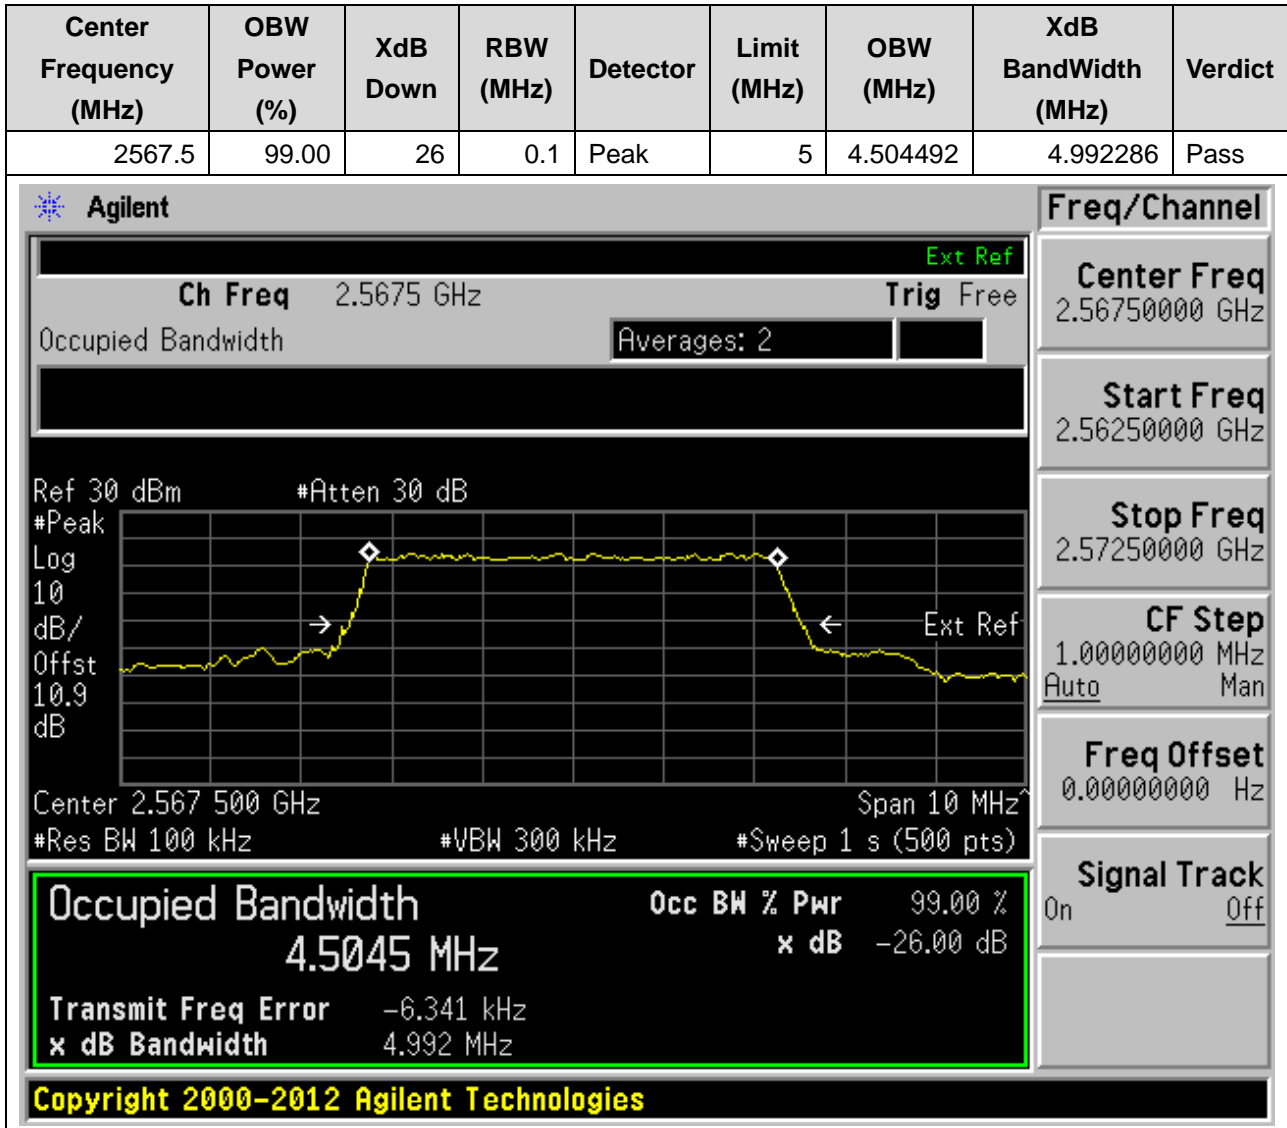 Center Frequency (MHz) OBW Power (%) XdB Down RBW (MHz) Detector Limit (MHz) OBW (MHz) XdB BandWidth (MHz) Verdict
2567.5 99.00 26 0.1 Peak 5 4.504492 4.992286 Pass
Agilent
Freq/Channel
Ext Ref
Ch Freq 2.5675 GHz Trig Free
Occupied Bandwidth Averages: 2
Center Freq
2.56750000 GHz
Start Freq
2.56250000 GHz
Stop Freq
2.57250000 GHz
CF Step
1.00000000 MHz
Auto Man
Freq Offset
0.00000000 Hz
Signal Track
On Off
Ref 30 dBm #Atten 30 dB
#Peak
Log
10
dB/
Offst
10.9
dB
Ext Ref
Center 2.567 500 GHz Span 10 MHz^
#Res BW 100 kHz #VBW 300 kHz #Sweep 1 s (500 pts)
Occupied Bandwidth
4.5045 MHz
Occ BW % Pwr 99.00 %
x dB -26.00 dB
Transmit Freq Error -6.341 kHz
x dB Bandwidth 4.992 MHz
Copyright 2000-2012 Agilent Technologies